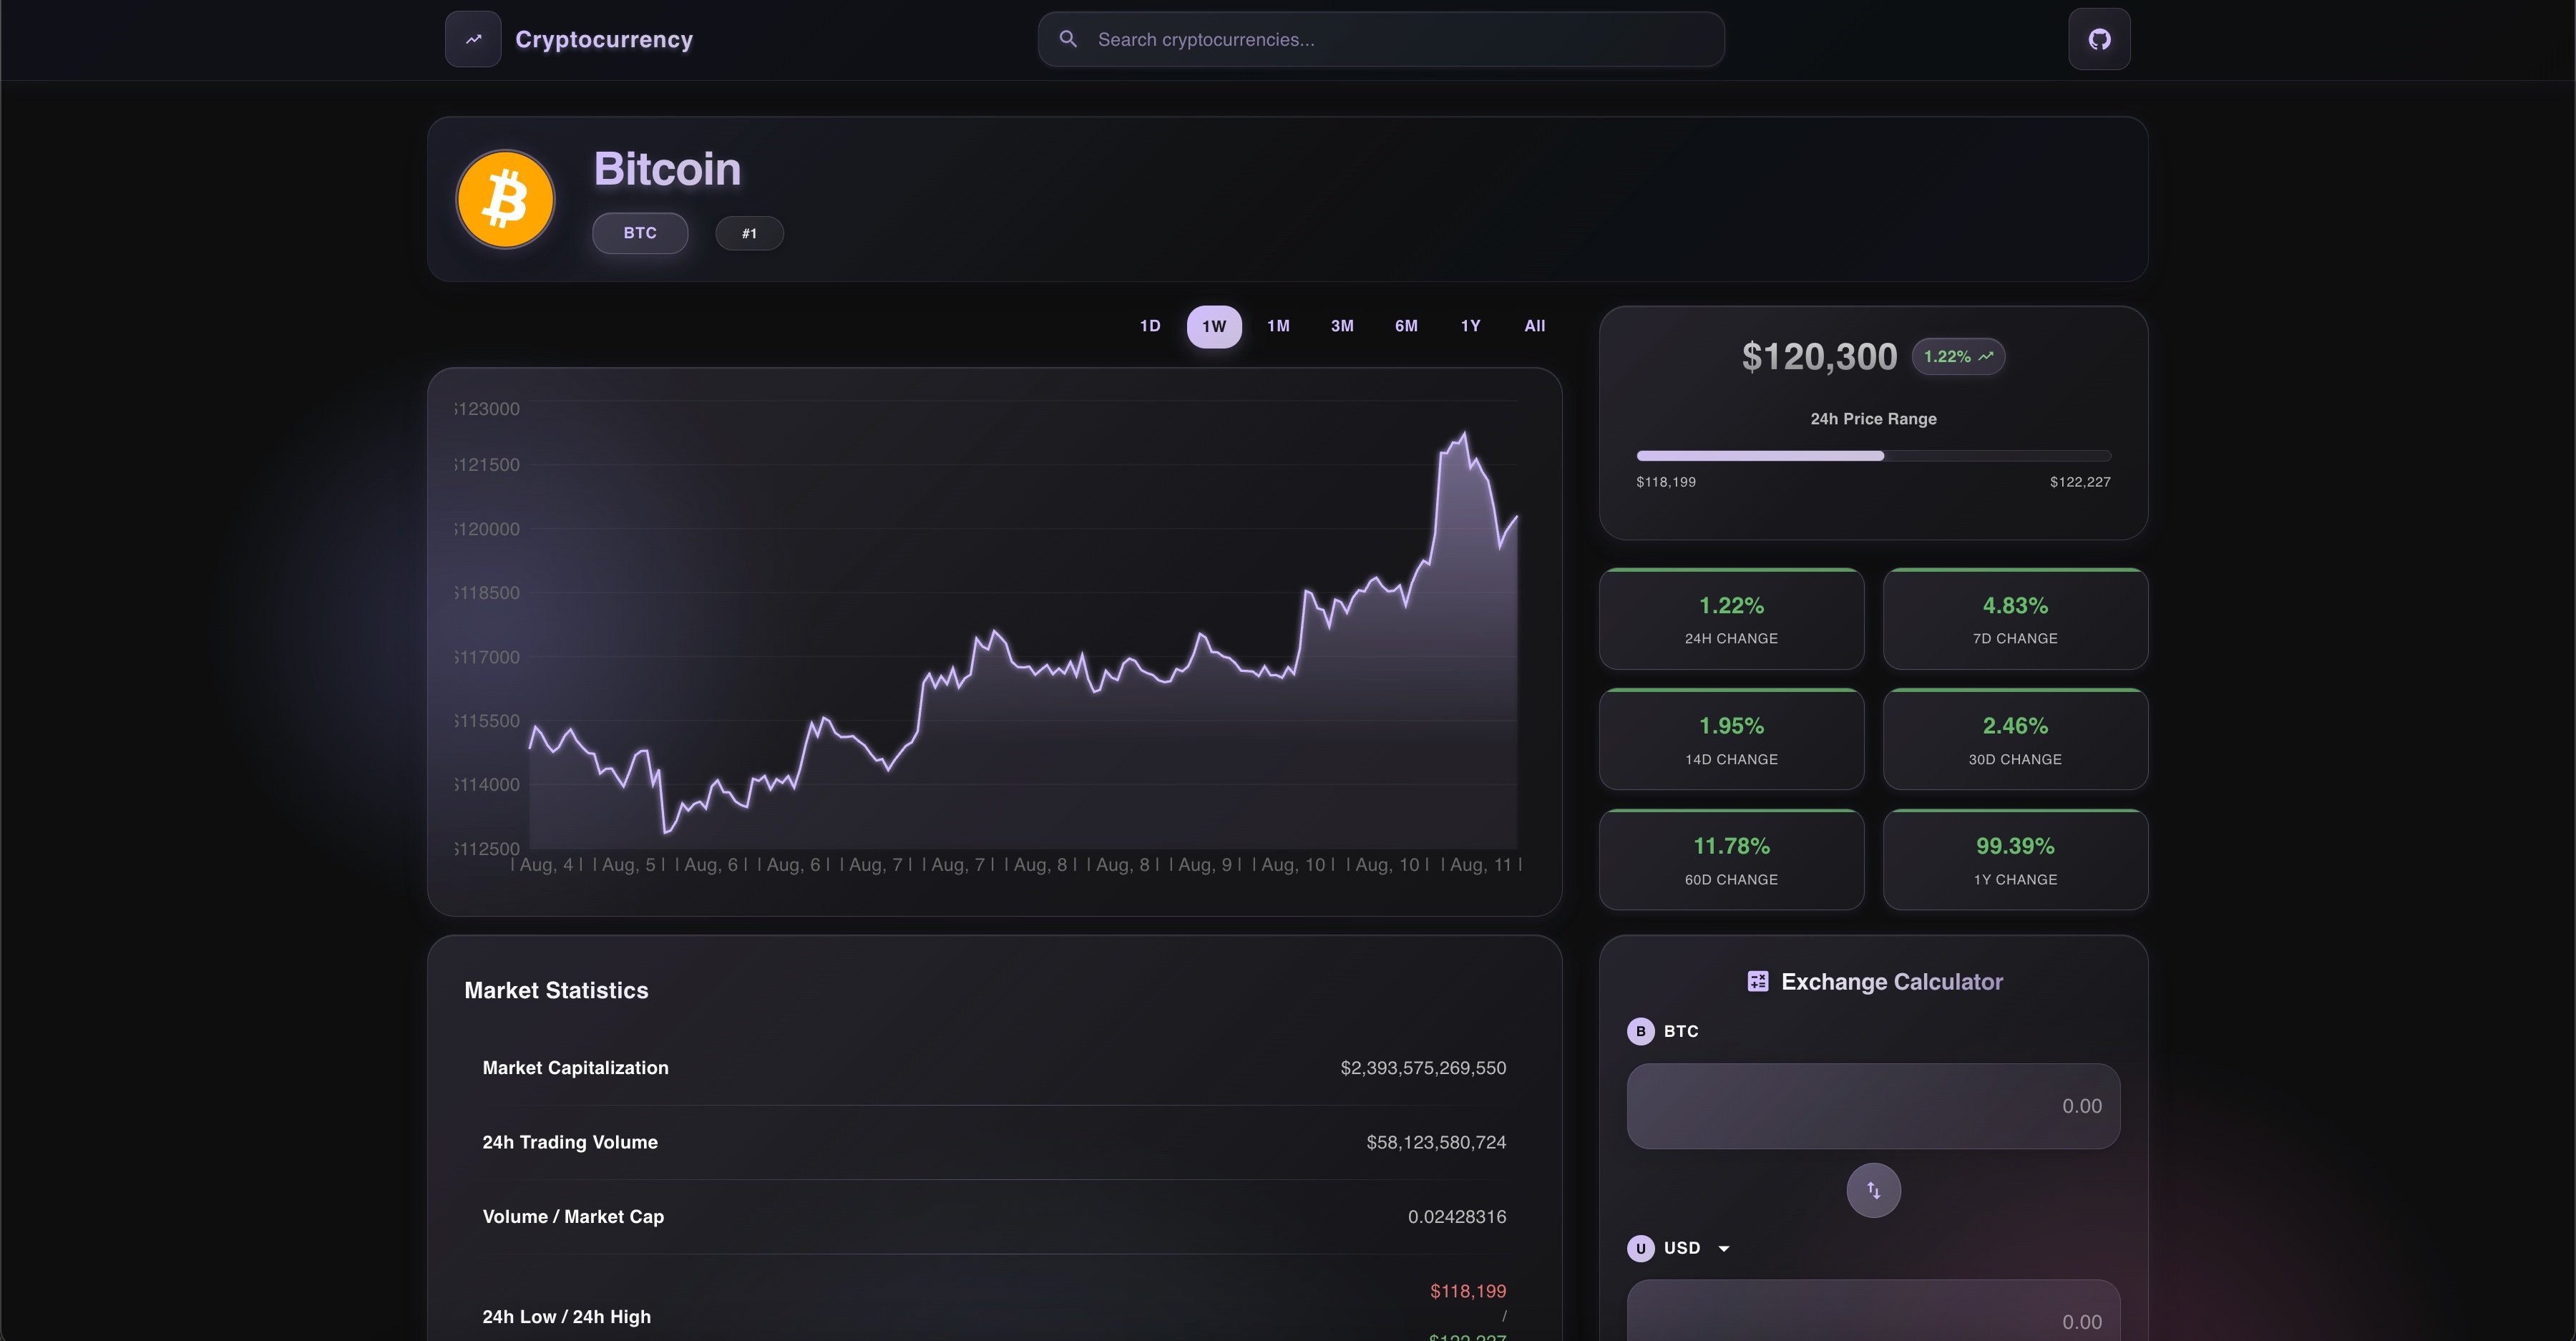 Cryptocurrency
Search cryptocurrencies...
Bitcoin
BTC
#1
1D 1W 1M 3M 6M 1Y All
$123000
$121500
$120000
$118500
$117000
$115500
$114000
$112500
| Aug, 4 | | Aug, 5 | | Aug, 6 | | Aug, 6 | | Aug, 7 | | Aug, 7 | | Aug, 8 | | Aug, 8 | | Aug, 9 | | Aug, 10 | | Aug, 10 | | Aug, 11 |
$120,300 1.22%
24h Price Range
$118,199 $122,227
1.22%
24H CHANGE
4.83%
7D CHANGE
1.95%
14D CHANGE
2.46%
30D CHANGE
11.78%
60D CHANGE
99.39%
1Y CHANGE
Market Statistics
Market Capitalization $2,393,575,269,550
24h Trading Volume $58,123,580,724
Volume / Market Cap 0.02428316
24h Low / 24h High $118,199
/
$122,227
Exchange Calculator
B BTC
0.00
U USD
0.00